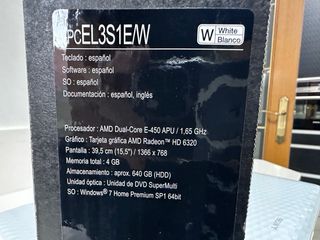 PCEL3S1E/W
W White
Blanco
Teclado : español
Software : español
SO : español
Documentación : español, inglés
Procesador : AMD Dual-Core E-450 APU / 1,65 GHz
Gráfico : Tarjeta gráfica AMD Radeon™ HD 6320
Pantalla : 39,5 cm (15,5") / 1366 x 768
Memoria total : 4 GB
Almacenamiento : aprox. 640 GB (HDD)
Unidad óptica : Unidad de DVD SuperMulti
SO : Windows® 7 Home Premium SP1 64bit